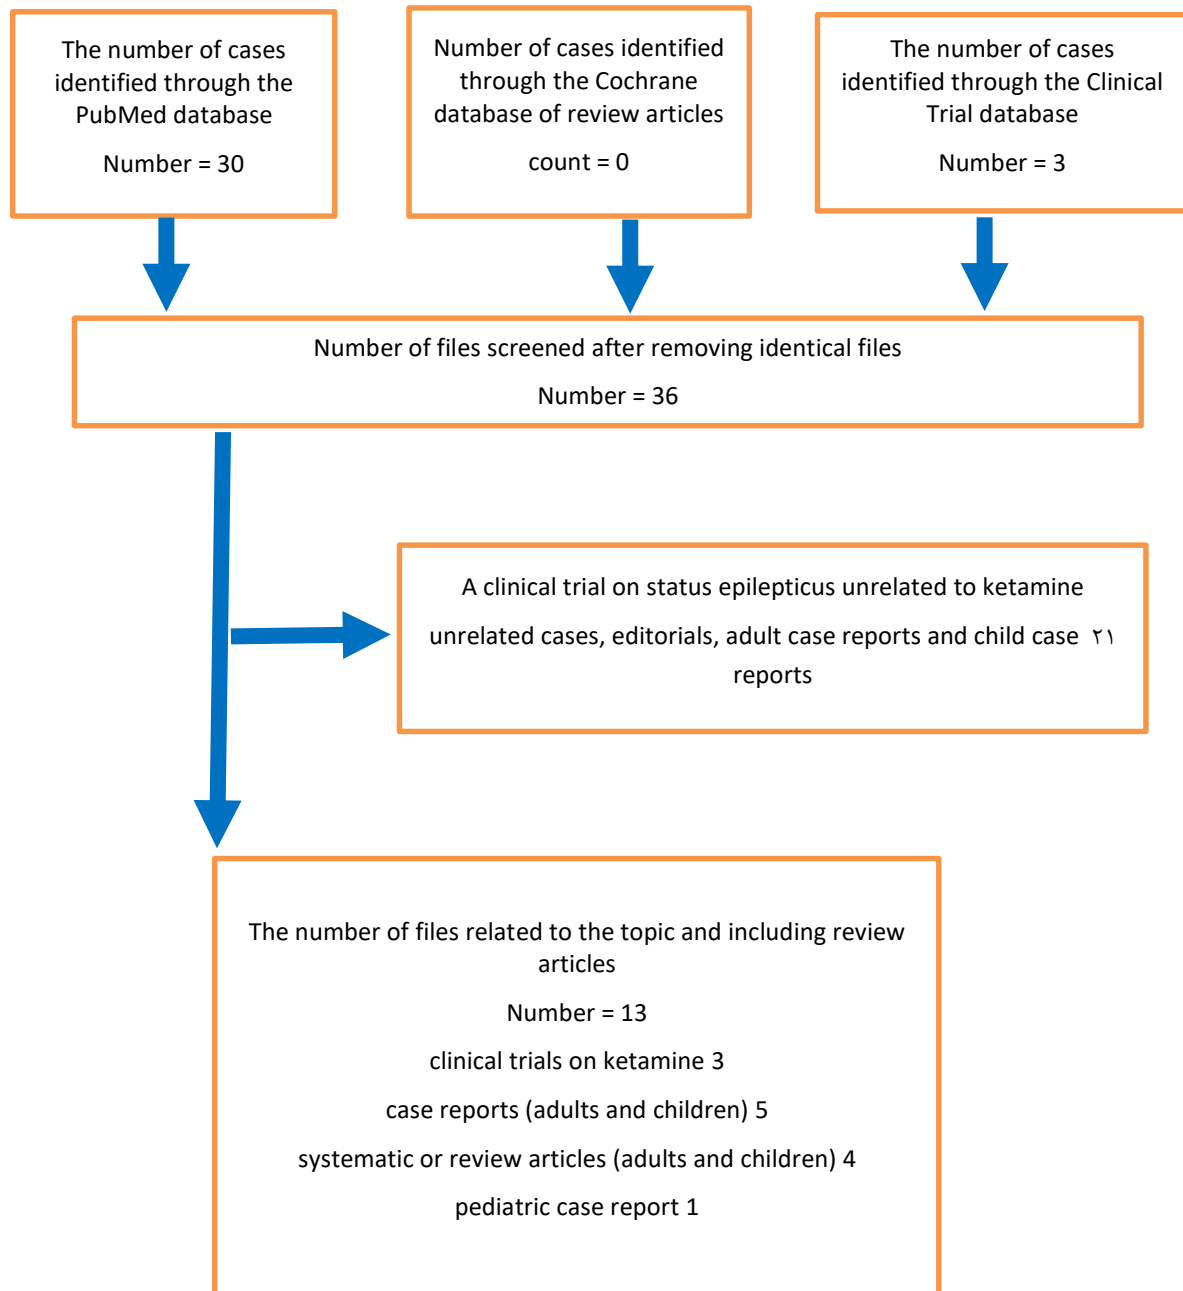 The number of cases
identified through the
PubMed database
Number = 30
Number of cases identified
through the Cochrane
database of review articles
count = 0
The number of cases
identified through the Clinical
Trial database
Number = 3
Number of files screened after removing identical files
Number = 36
A clinical trial on status epilepticus unrelated to ketamine
unrelated cases, editorials, adult case reports and child case ۲۱
reports
The number of files related to the topic and including review
articles
Number = 13
clinical trials on ketamine 3
case reports (adults and children) 5
systematic or review articles (adults and children) 4
pediatric case report 1